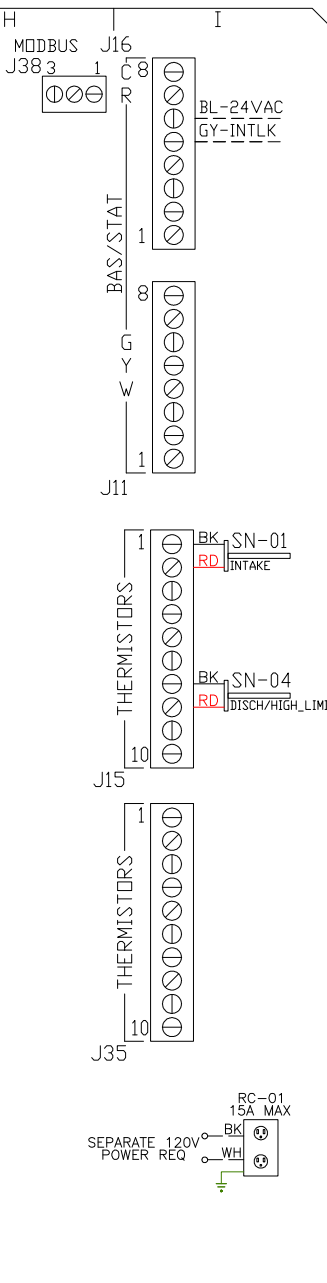 H I
MODBUS J16
J38 3 1
C 8
R
BL-24VAC
GY-INTLK
BAS/STAT
1
8
G
Y
W
1
J11
1 BK SN-01
RD INTAKE
THERMISTORS
BK SN-04
RD DISCH/HIGH_LIMI
10
J15
1
THERMISTORS
10
J35
RC-01
15A MAX
SEPARATE 120V BK
POWER REQ WH